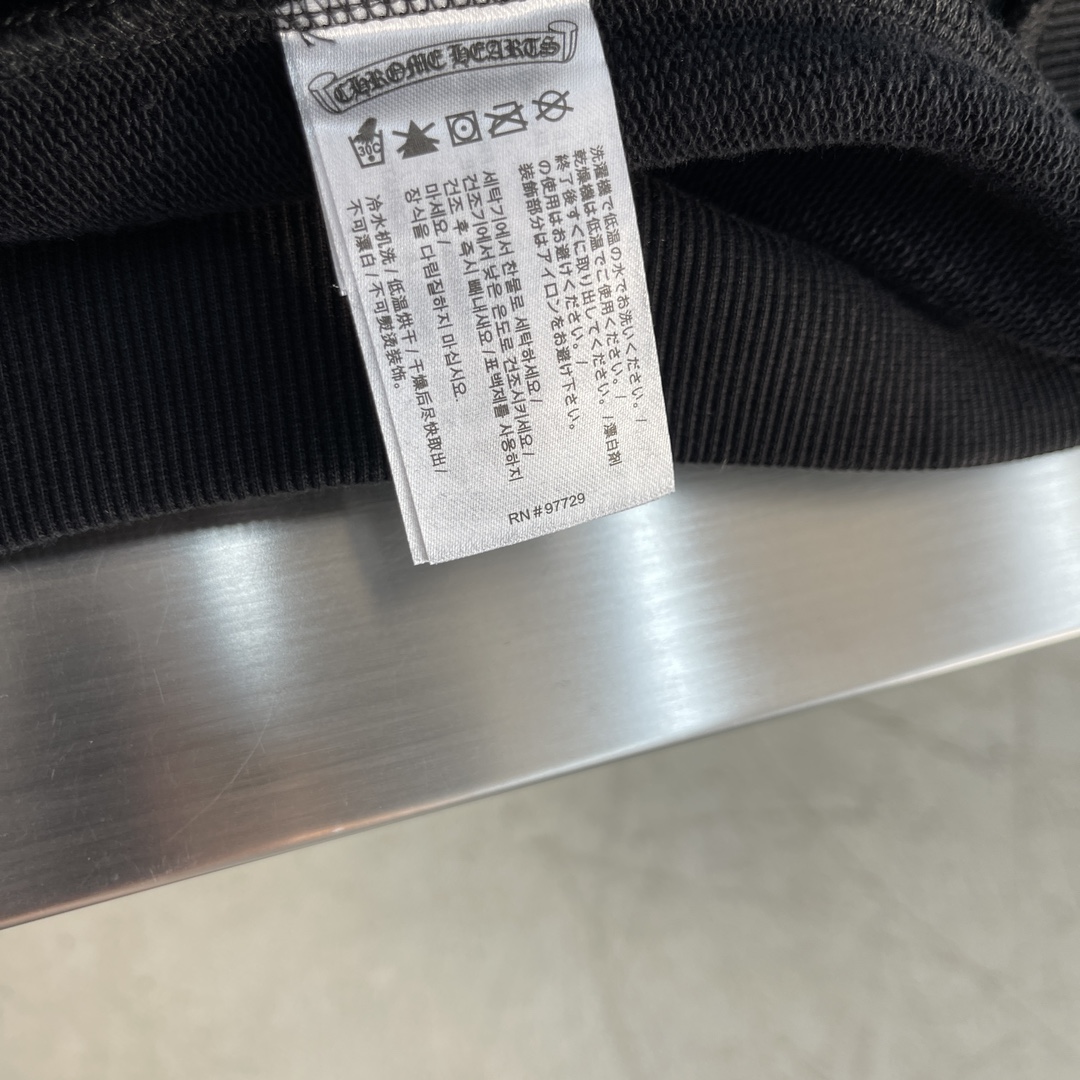 CHROME HEARTS
30C
洗濯機で低温の水でお洗いください。/
乾燥機は低温でご使用ください。/
終了後すぐに取り出してください。/漂白剤
の使用はお避けください。/
装飾部分はアイロンをお避け下さい。
세탁기에서 찬물로 세탁하세요/
건조기에서 낮은 온도로 건조시키세요/
건조 후 즉시 빼내세요/표백제를 사용하지
마세요/
장식을 다림질하지 마십시요.
冷水机洗/低温烘干/干燥后尽快取出/
不可漂白/不可熨烫装饰。
RN#97729